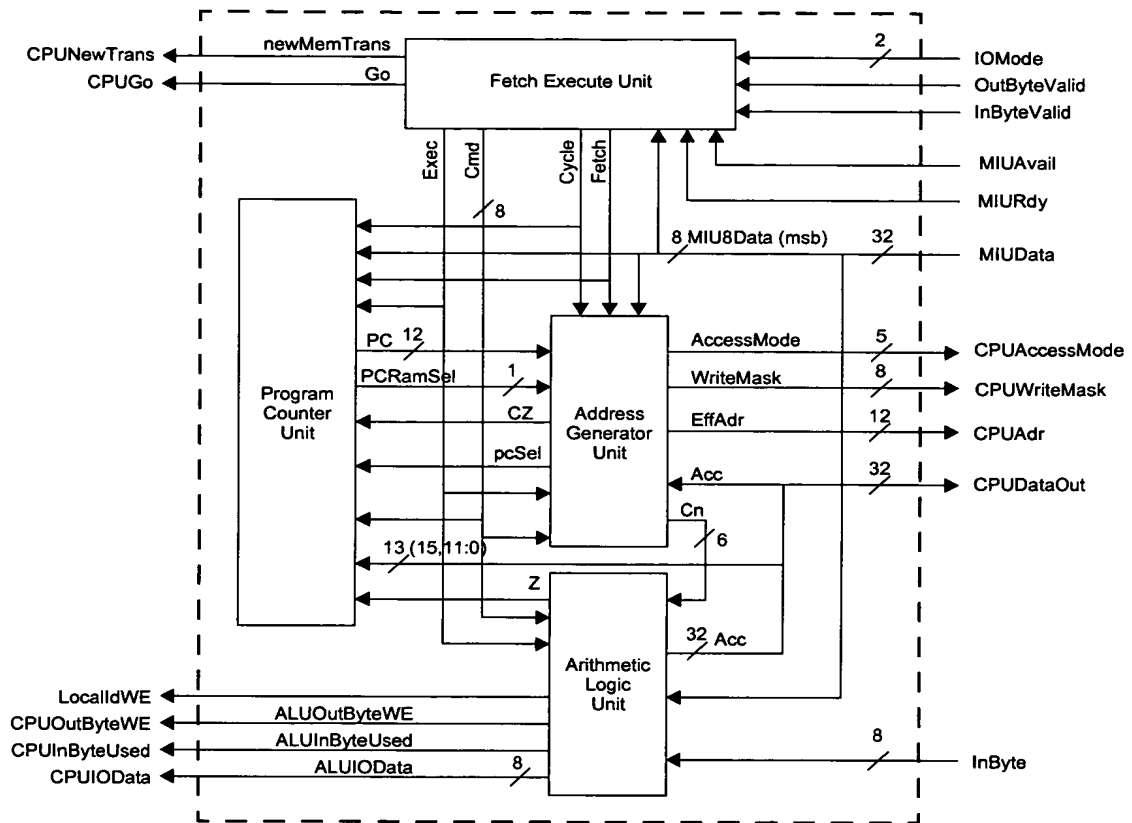 newMemTrans
CPUNewTrans
Go
CPUGo
Fetch Execute Unit
2
IOMode
OutByteValid
InByteValid
Exec
Cmd
Cycle
Fetch
MIUAvail
MIURdy
8
8 MIU8Data (msb)
32
MIUData
PC 12
PCRamSel 1
CZ
pcSel
Program Counter Unit
Address Generator Unit
AccessMode 5
CPUAccessMode
WriteMask 8
CPUWriteMask
EffAdr 12
CPUAdr
Acc 32
CPUDataOut
Cn
6
13 (15,11:0)
Z
32 Acc
Arithmetic Logic Unit
LocalIdWE
CPUOutByteWE
ALUOutByteWE
CPUInByteUsed
ALUInByteUsed
CPUIOData
ALUIOData 8
8
InByte